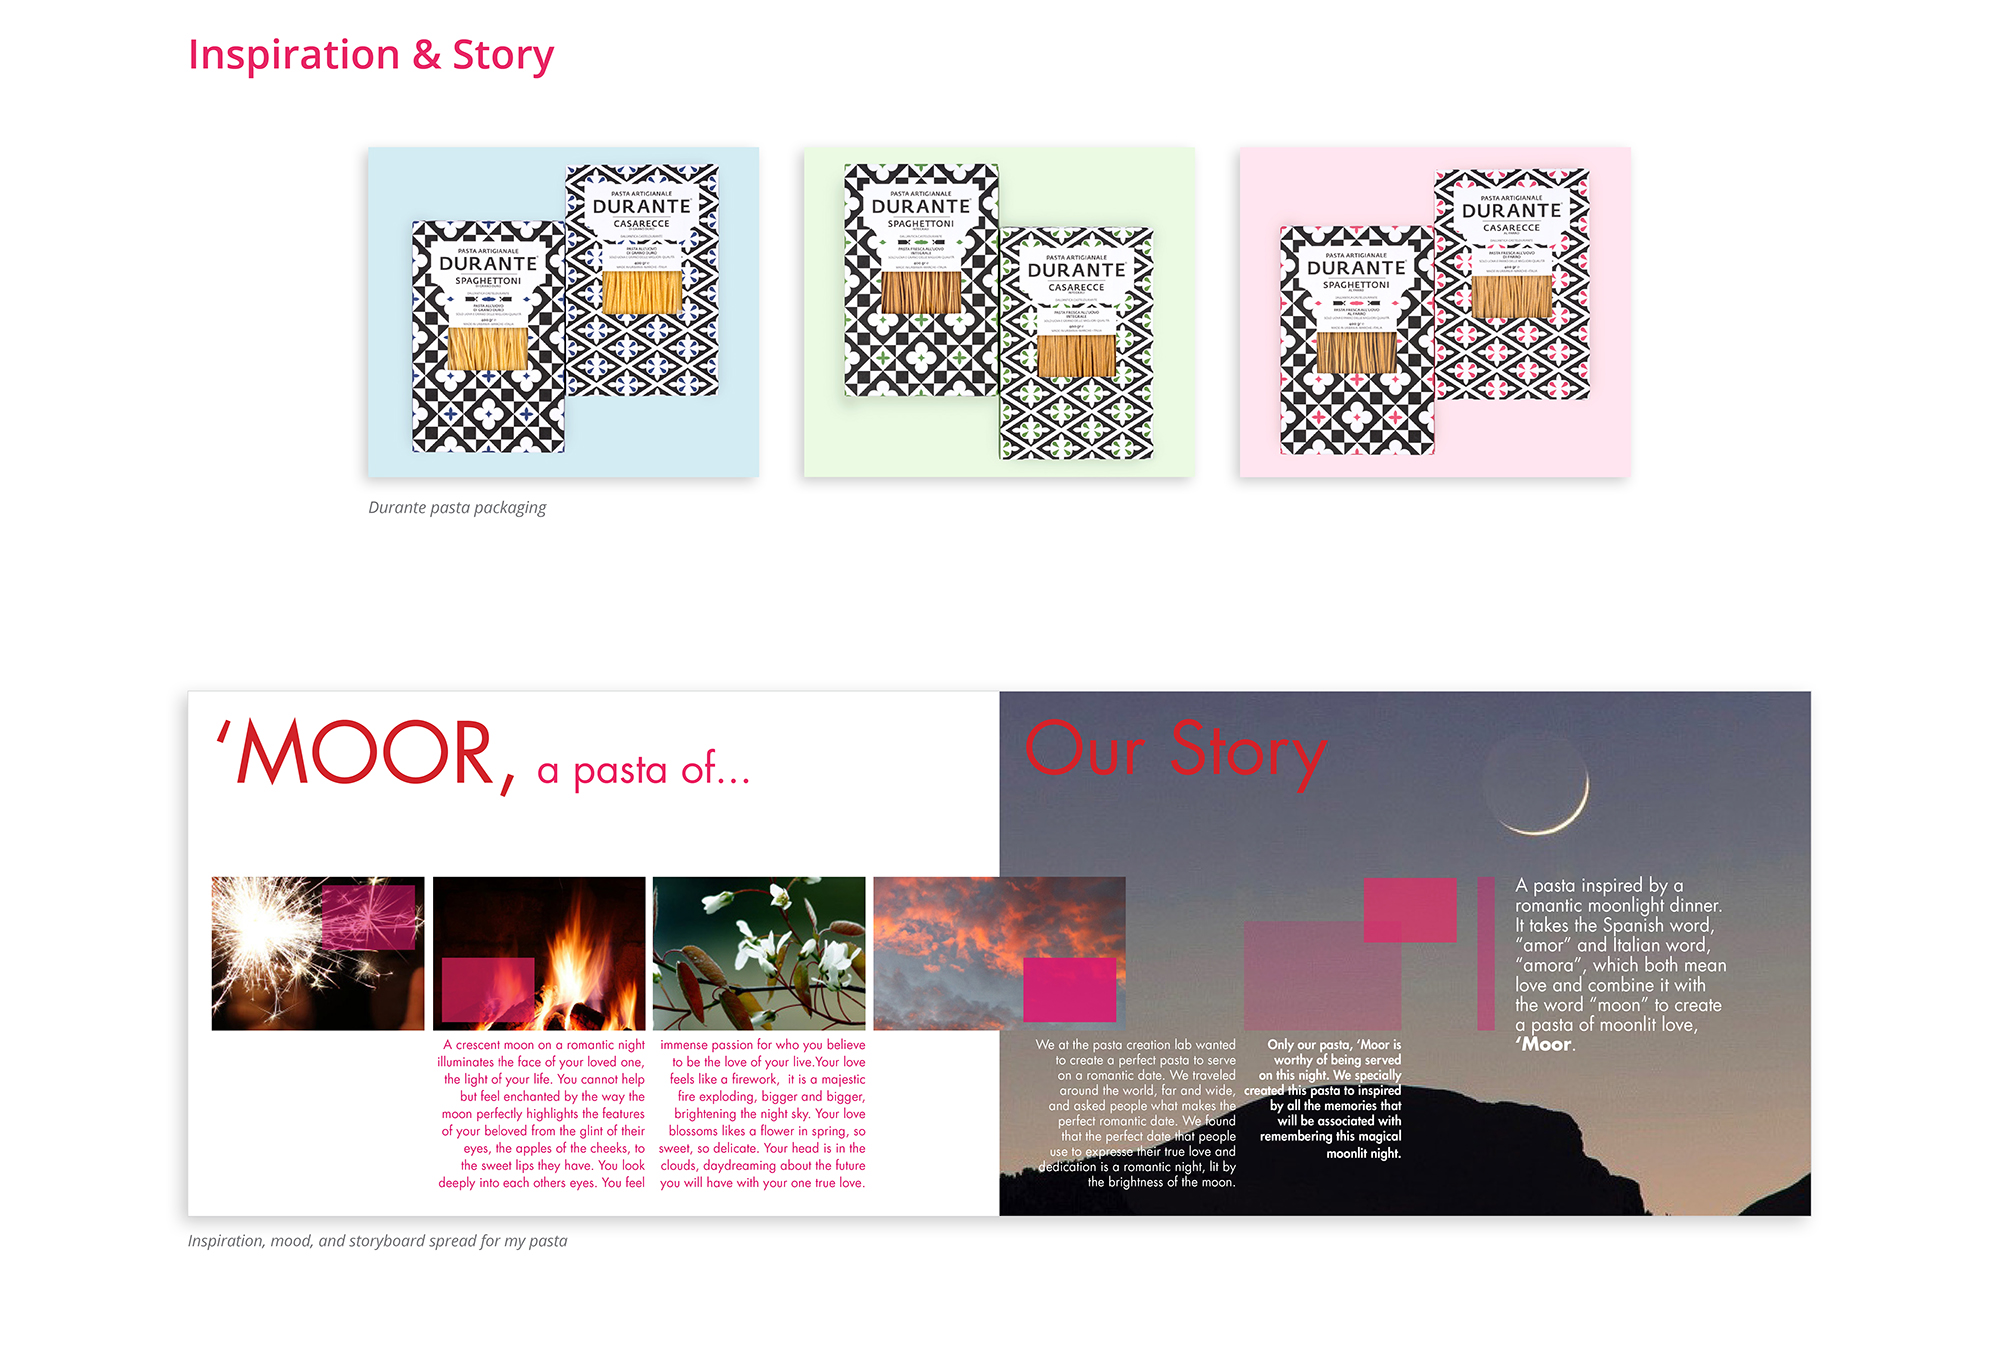 Inspiration & Story
PASTA ARTIGIANALE
DURANTE
SPAGHETTONI
PASTA ARTIGIANALE
DURANTE
CASARECCE
PASTA ARTIGIANALE
DURANTE
SPAGHETTONI
PASTA ARTIGIANALE
DURANTE
CASARECCE
PASTA ARTIGIANALE
DURANTE
SPAGHETTONI
PASTA ARTIGIANALE
DURANTE
CASARECCE
Durante pasta packaging
‘MOOR, a pasta of...
A crescent moon on a romantic night
illuminates the face of your loved one,
the light of your life. You cannot help
but feel enchanted by the way the
moon perfectly highlights the features
of your beloved from the glint of their
eyes, the apples of the cheeks, to
the sweet lips they have. You look
deeply into each others eyes. You feel
immense passion for who you believe
to be the love of your live.Your love
feels like a firework, it is a majestic
fire exploding, bigger and bigger,
brightening the night sky. Your love
blossoms likes a flower in spring, so
sweet, so delicate. Your head is in the
clouds, daydreaming about the future
you will have with your one true love.
Our Story
We at the pasta creation lab wanted
to create a perfect pasta to serve
on a romantic date. We traveled
around the world, far and wide,
and asked people what makes the
perfect romantic date. We found
that the perfect date that people
use to expresse their true love and
dedication is a romantic night, lit by
the brightness of the moon.
Only our pasta, ‘Moor is
worthy of being served
on this night. We specially
created this pasta to inspired
by all the memories that
will be associated with
remembering this magical
moonlit night.
A pasta inspired by a
romantic moonlight dinner.
It takes the Spanish word,
“amor” and Italian word,
“amora”, which both mean
love and combine it with
the word “moon” to create
a pasta of moonlit love,
‘Moor.
Inspiration, mood, and storyboard spread for my pasta